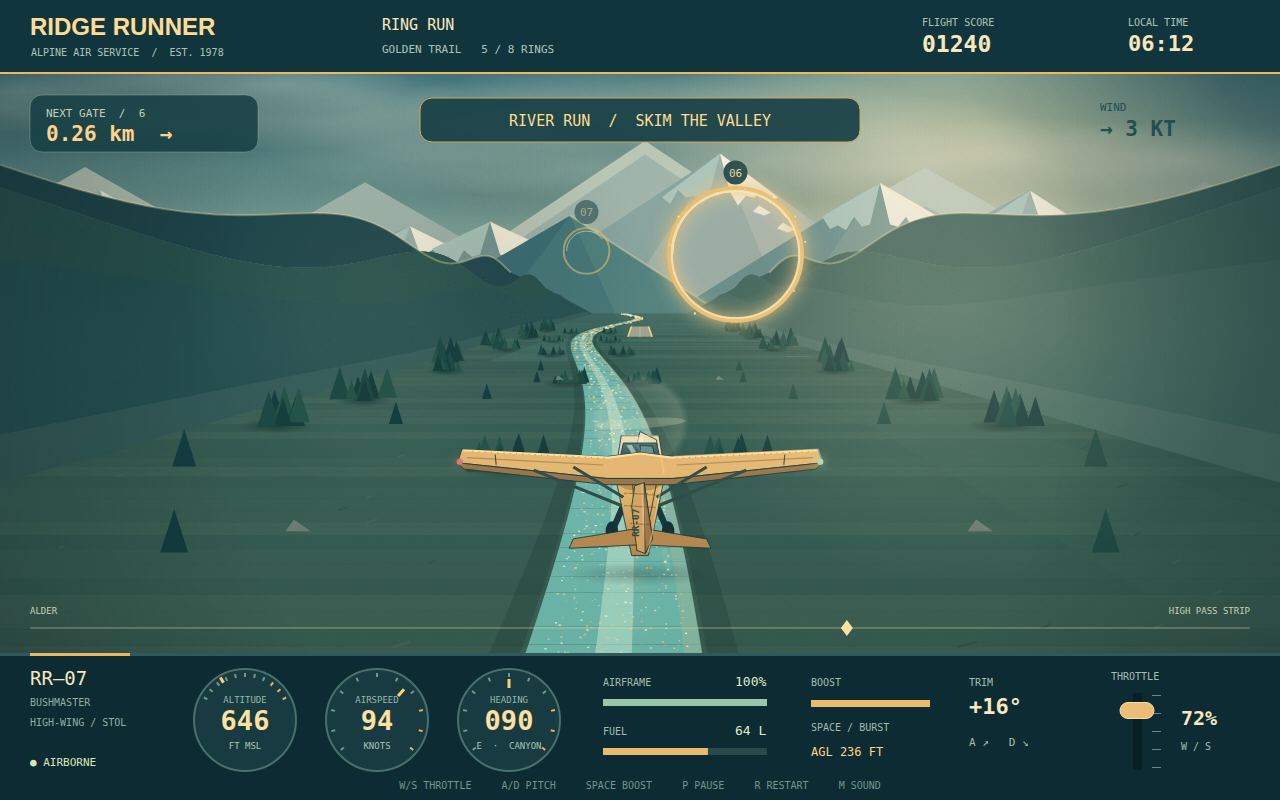 RIDGE RUNNER
ALPINE AIR SERVICE / EST. 1978
RING RUN
GOLDEN TRAIL 5 / 8 RINGS
FLIGHT SCORE
01240
LOCAL TIME
06:12
NEXT GATE / 6
0.26 km →
RIVER RUN / SKIM THE VALLEY
WIND
→ 3 KT
06
07
RR-07
ALDER
HIGH PASS STRIP
RR—07
BUSHMASTER
HIGH-WING / STOL
● AIRBORNE
ALTITUDE
646
FT MSL
AIRSPEED
94
KNOTS
HEADING
090
E · CANYON
AIRFRAME 100%
FUEL 64 L
BOOST
SPACE / BURST
AGL 236 FT
TRIM
+16°
A ↗ D ↘
THROTTLE
72%
W / S
W/S THROTTLE A/D PITCH SPACE BOOST P PAUSE R RESTART M SOUND